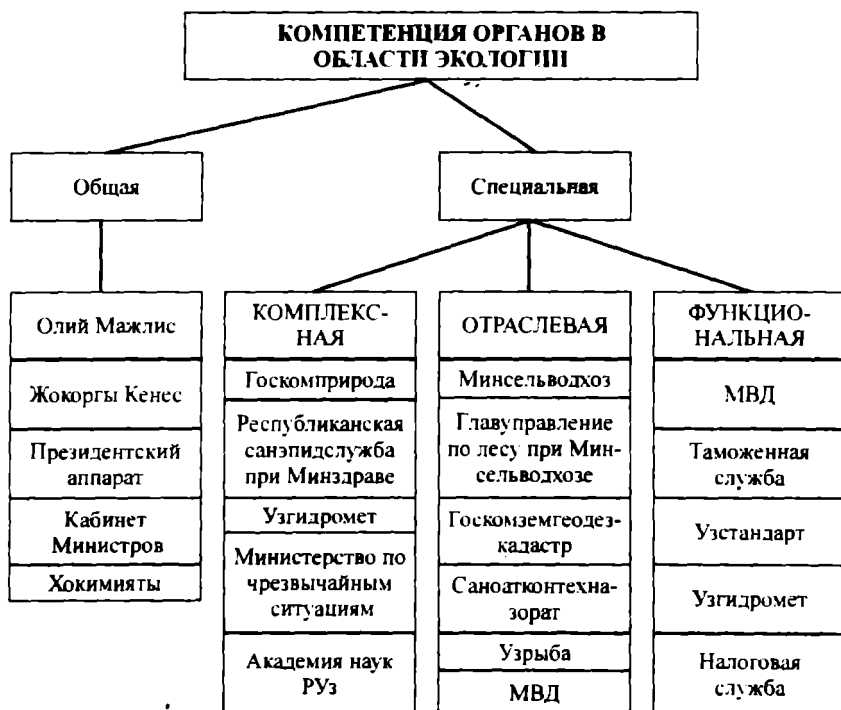 КОМПЕТЕНЦИЯ ОРГАНОВ В
ОБЛАСТИ ЭКОЛОГИИ
Общая
Специальная
Олий Мажлис
Жокоргы Кенес
Президентский
аппарат
Кабинет
Министров
Хокимияты
КОМПЛЕКС-
НАЯ
Госкомприрода
Республиканская
санэпидслужба
при Минздраве
Узгидромет
Министерство по
чрезвычайным
ситуациям
Академия наук
РУз
ОТРАСЛЕВАЯ
Минсельводхоз
Главуправление
по лесу при Мин-
сельводхозе
Госкомземгеодез-
кадастр
Саноатконтехна-
зорат
Узрыба
МВД
ФУНКЦИО-
НАЛЬНАЯ
МВД
Таможенная
служба
Узстандарт
Узгидромет
Налоговая
служба